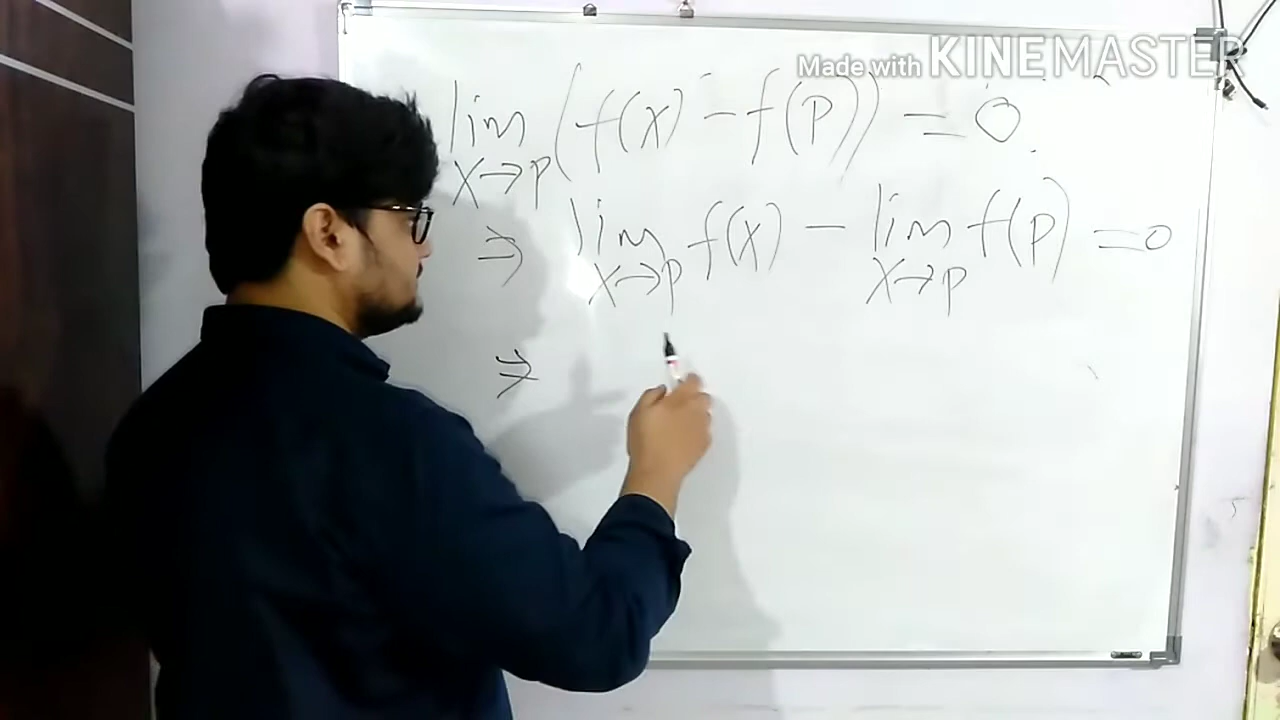 Made with KINEMASTER
lim x→p (f(x) - f(p)) = 0
⇒ lim x→p f(x) - lim x→p f(p) = 0
⇒